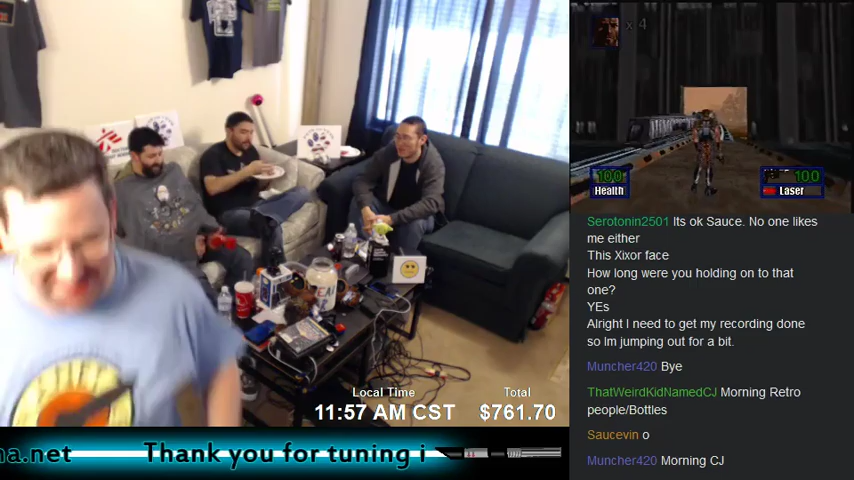 x 4
100
Health
100
Laser
Serotonin2501 Its ok Sauce. No one likes
me either
This Xixor face
How long were you holding on to that
one?
YEs
Alright I need to get my recording done
so Im jumping out for a bit.
Muncher420 Bye
ThatWeirdKidNamedCJ Morning Retro
people/Bottles
Saucevin o
Muncher420 Morning CJ
Local Time
Total
11:57 AM CST
$761.70
na.net
Thank you for tuning i